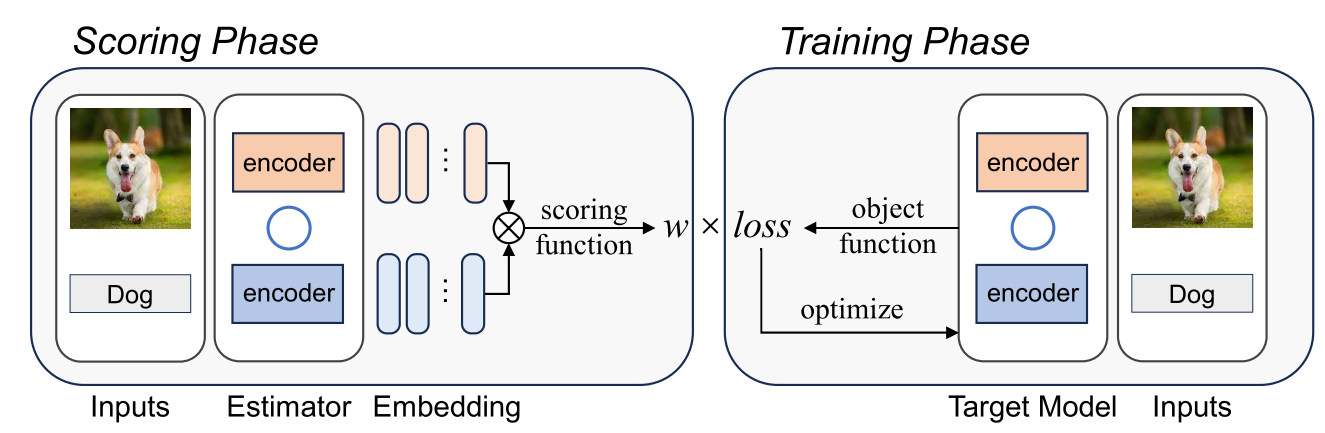 Scoring Phase
Training Phase
encoder
encoder
Dog
scoring
function
w × loss
object
function
optimize
encoder
encoder
Dog
Inputs
Estimator
Embedding
Target Model
Inputs